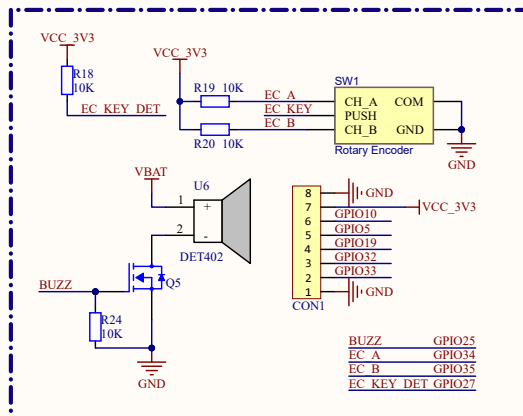 VCC_3V3
R18
10K
EC_KEY_DET
VCC_3V3
R19 10K
EC_A
EC_KEY
EC_B
R20 10K
SW1
CH_A COM
PUSH
CH_B GND
Rotary Encoder
GND
VBAT
U6
1 +
2 -
DET402
BUZZ
Q5
R24
10K
GND
8 GND
7 VCC_3V3
6 GPIO10
5 GPIO5
4 GPIO19
3 GPIO32
2 GPIO33
1 GND
CON1
BUZZ GPIO25
EC_A GPIO34
EC_B GPIO35
EC_KEY_DET GPIO27